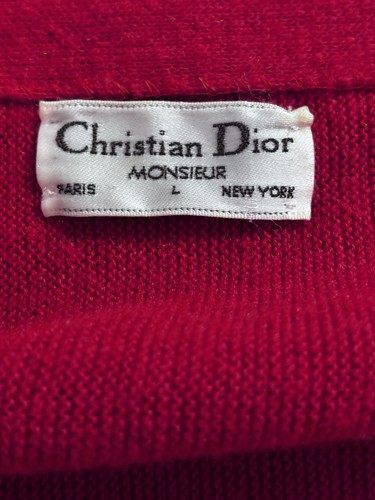 Christian Dior
MONSIEUR
PARIS L NEW YORK